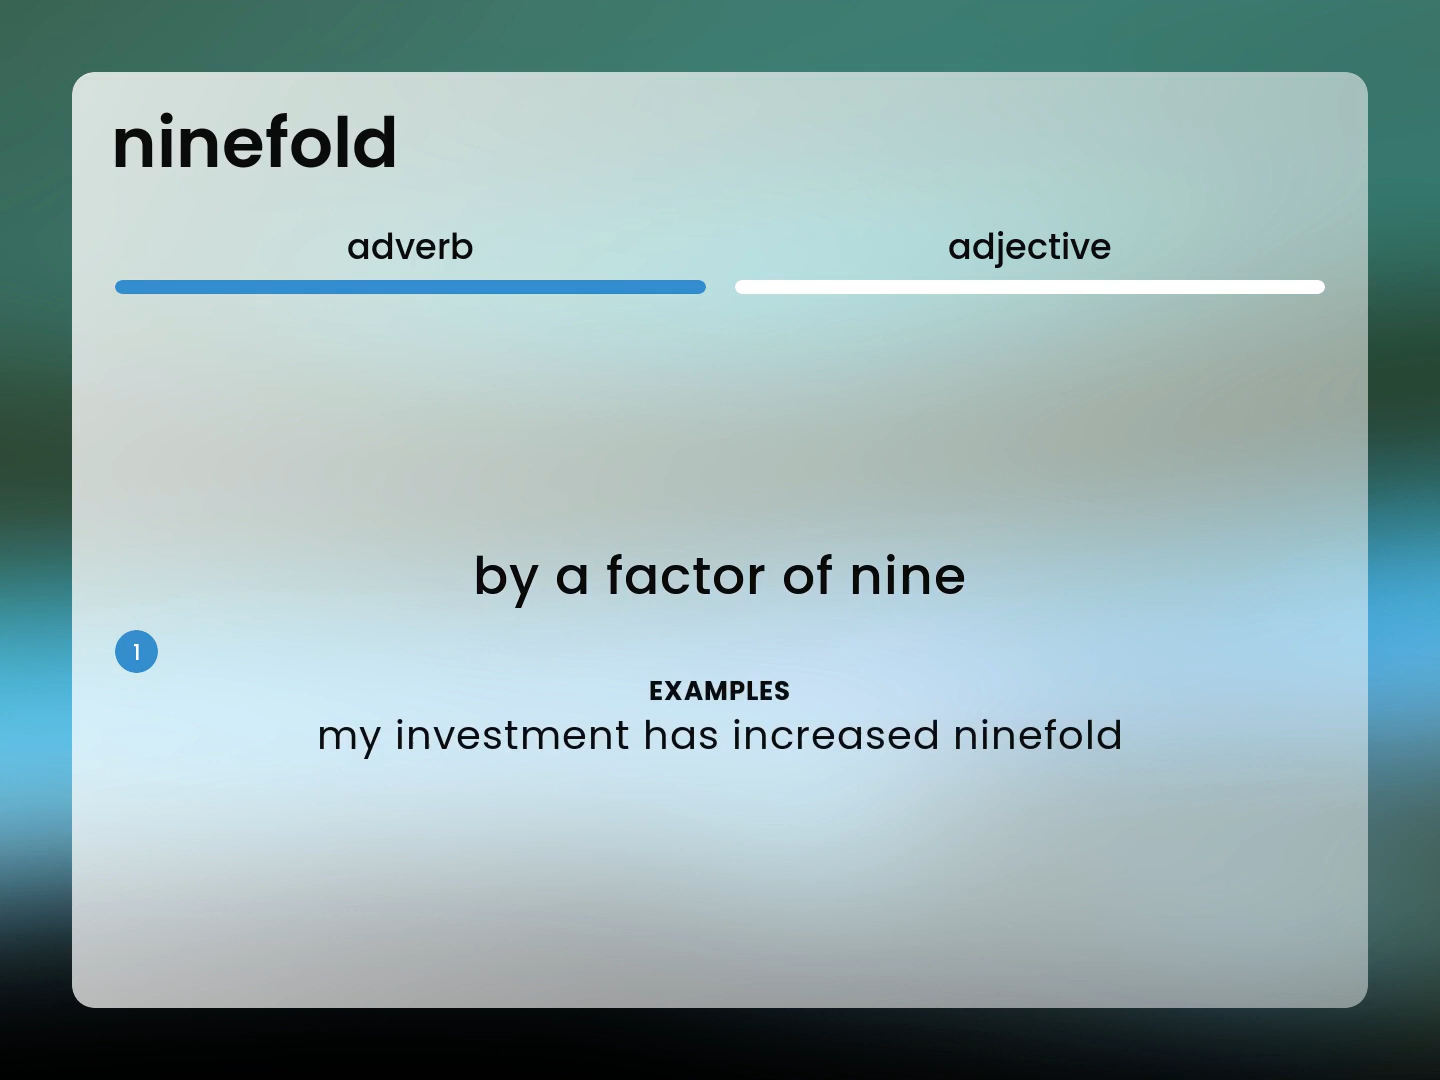 ninefold
adverb
adjective
by a factor of nine
1
EXAMPLES
my investment has increased ninefold